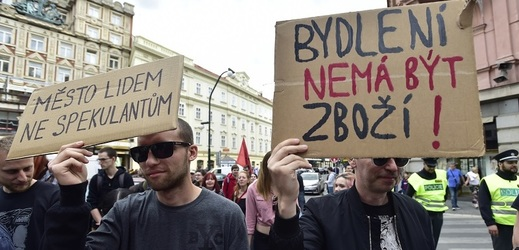 MĚSTO LIDEM
NE SPEKULANTŮM
BYDLENÍ
NEMÁ BÝT
ZBOŽÍ!